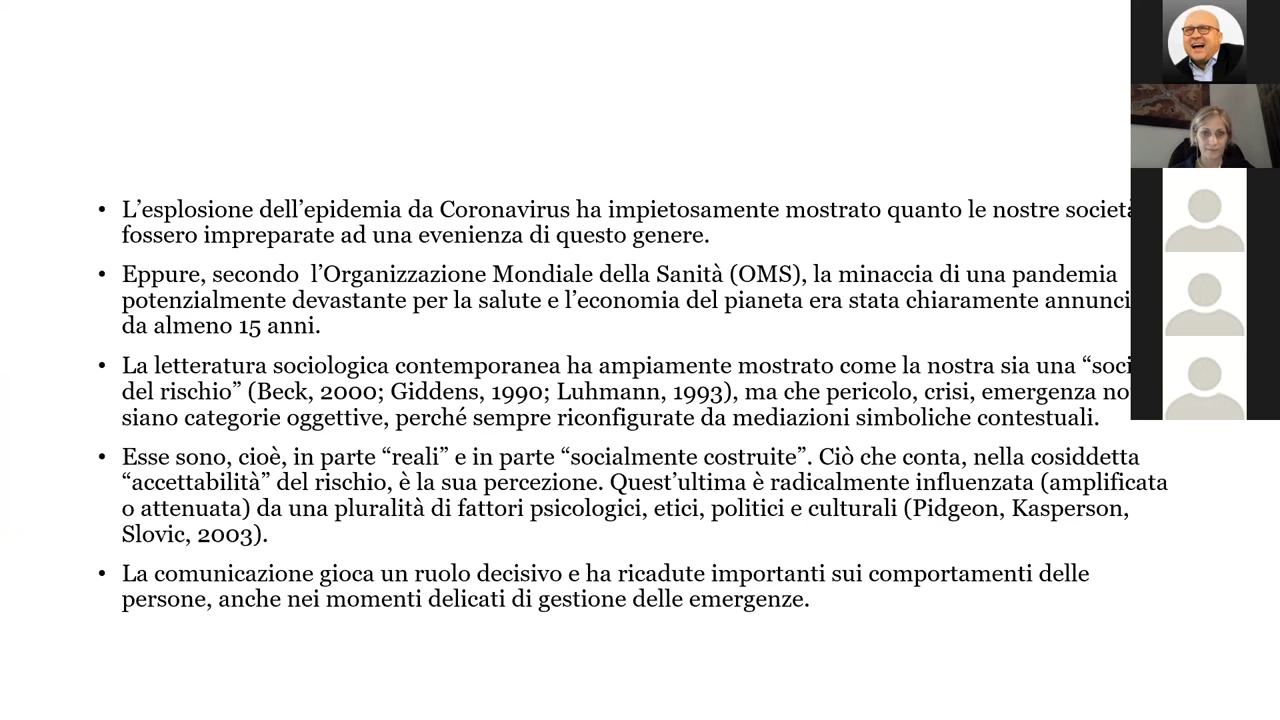 • L’esplosione dell’epidemia da Coronavirus ha impietosamente mostrato quanto le nostre società
fossero impreparate ad una evenienza di questo genere.
• Eppure, secondo  l’Organizzazione Mondiale della Sanità (OMS), la minaccia di una pandemia
potenzialmente devastante per la salute e l’economia del pianeta era stata chiaramente
da almeno 15 anni.
• La letteratura sociologica contemporanea ha ampiamente mostrato come la nostra sia una
del rischio” (Beck, 2000; Giddens, 1990; Luhmann, 1993), ma che pericolo, crisi, emergenza
siano categorie oggettive, perché sempre riconfigurate da mediazioni simboliche contestuali.
• Esse sono, cioè, in parte “reali” e in parte “socialmente costruite”. Ciò che conta, nella cosiddetta
“accettabilità” del rischio, è la sua percezione. Quest’ultima è radicalmente influenzata (amplificata
o attenuata) da una pluralità di fattori psicologici, etici, politici e culturali (Pidgeon, Kasperson,
Slovic, 2003).
• La comunicazione gioca un ruolo decisivo e ha ricadute importanti sui comportamenti delle
persone, anche nei momenti delicati di gestione delle emergenze.